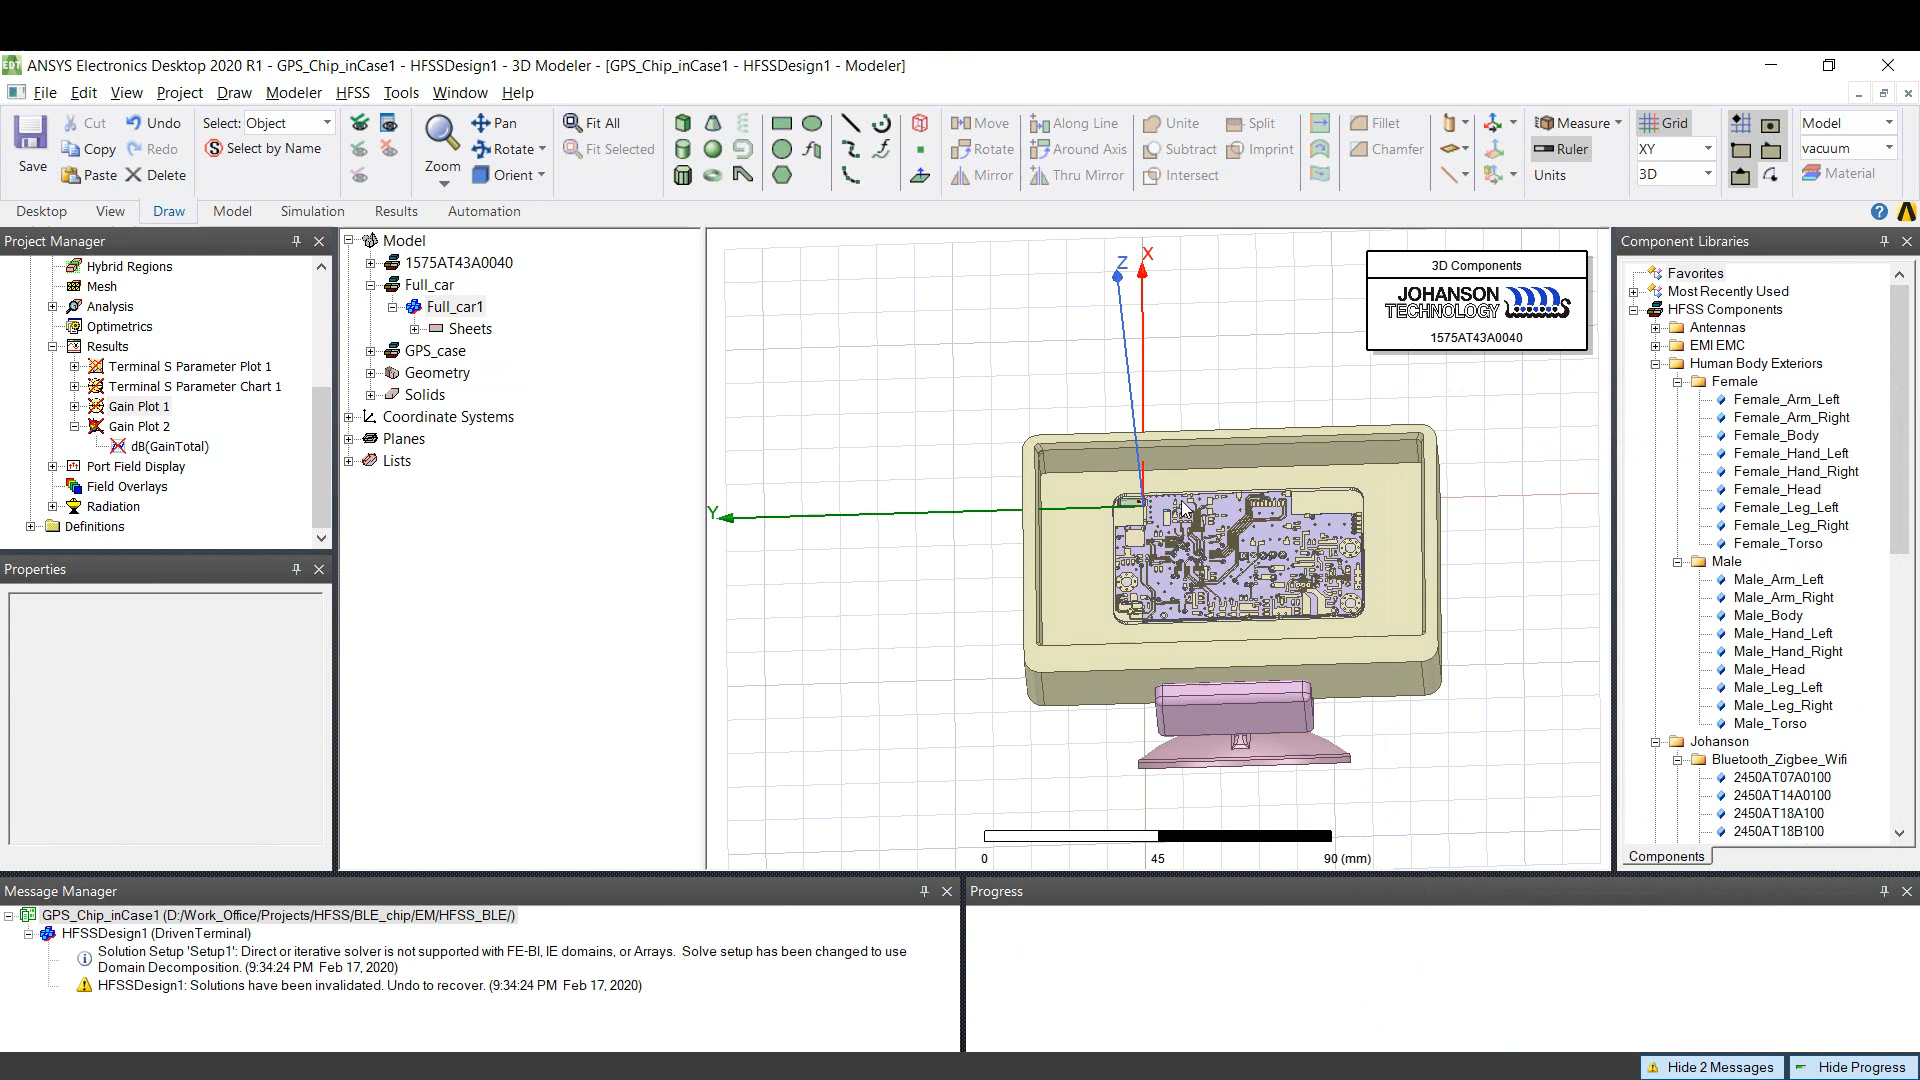 ANSYS Electronics Desktop 2020 R1 - GPS_Chip_inCase1 - HFSSDesign1 - 3D Modeler - [GPS_Chip_inCase1 - HFSSDesign1 - Modeler]
File Edit View Project Draw Modeler HFSS Tools Window Help
Save
Cut Undo
Copy Redo
Paste Delete
Select: Object
Select by Name
Zoom
Pan
Rotate
Orient
Fit All
Fit Selected
Move
Rotate
Mirror
Along Line
Around Axis
Thru Mirror
Unite Split
Subtract Imprint
Intersect
Fillet
Chamfer
Measure
Ruler
Units
Grid
XY
3D
Model
vacuum
Material
Desktop View Draw Model Simulation Results Automation
Project Manager
Hybrid Regions
Mesh
Analysis
Optimetrics
Results
Terminal S Parameter Plot 1
Terminal S Parameter Chart 1
Gain Plot 1
Gain Plot 2
dB(GainTotal)
Port Field Display
Field Overlays
Radiation
Definitions
Properties
Model
1575AT43A0040
Full_car
Full_car1
Sheets
GPS_case
Geometry
Solids
Coordinate Systems
Planes
Lists
Z X
Y
3D Components
JOHANSON
TECHNOLOGY
1575AT43A0040
0 45 90 (mm)
Component Libraries
Favorites
Most Recently Used
HFSS Components
Antennas
EMI EMC
Human Body Exteriors
Female
Female_Arm_Left
Female_Arm_Right
Female_Body
Female_Hand_Left
Female_Hand_Right
Female_Head
Female_Leg_Left
Female_Leg_Right
Female_Torso
Male
Male_Arm_Left
Male_Arm_Right
Male_Body
Male_Hand_Left
Male_Hand_Right
Male_Head
Male_Leg_Left
Male_Leg_Right
Male_Torso
Johanson
Bluetooth_Zigbee_Wifi
2450AT07A0100
2450AT14A0100
2450AT18A100
2450AT18B100
Components
Message Manager
GPS_Chip_inCase1 (D:/Work_Office/Projects/HFSS/BLE_chip/EM/HFSS_BLE/)
HFSSDesign1 (DrivenTerminal)
Solution Setup 'Setup1': Direct or iterative solver is not supported with FE-BI, IE domains, or Arrays. Solve setup has been changed to use
Domain Decomposition. (9:34:24 PM Feb 17, 2020)
HFSSDesign1: Solutions have been invalidated. Undo to recover. (9:34:24 PM Feb 17, 2020)
Progress
Hide 2 Messages Hide Progress